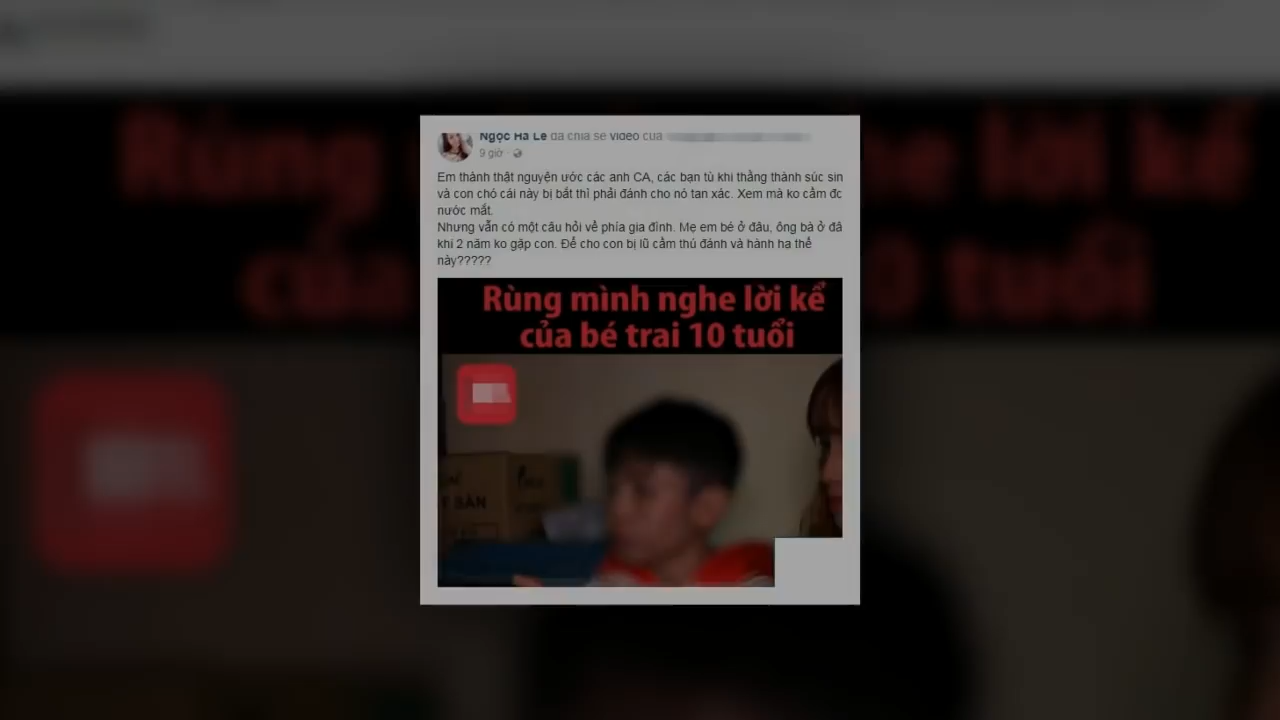 Ngọc Hà Lê đã chia sẻ video của
9 giờ
Em thành thật nguyện ước các anh CA, các bạn tù khi thằng thành súc sin
và con chó cái này bị bắt thì phải đánh cho nó tan xác. Xem mà ko cầm đc
nước mắt.
Nhưng vẫn có một câu hỏi về phía gia đình. Mẹ em bé ở đâu, ông bà ở đâ
khi 2 năm ko gặp con. Để cho con bị lũ cầm thú đánh và hành hạ thế
này?????
Rùng mình nghe lời kể
của bé trai 10 tuổi
SÀN